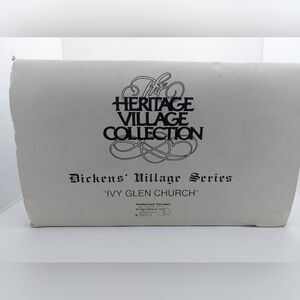 The
HERITAGE
VILLAGE
COLLECTION
Dickens' Village Series
"IVY GLEN CHURCH"